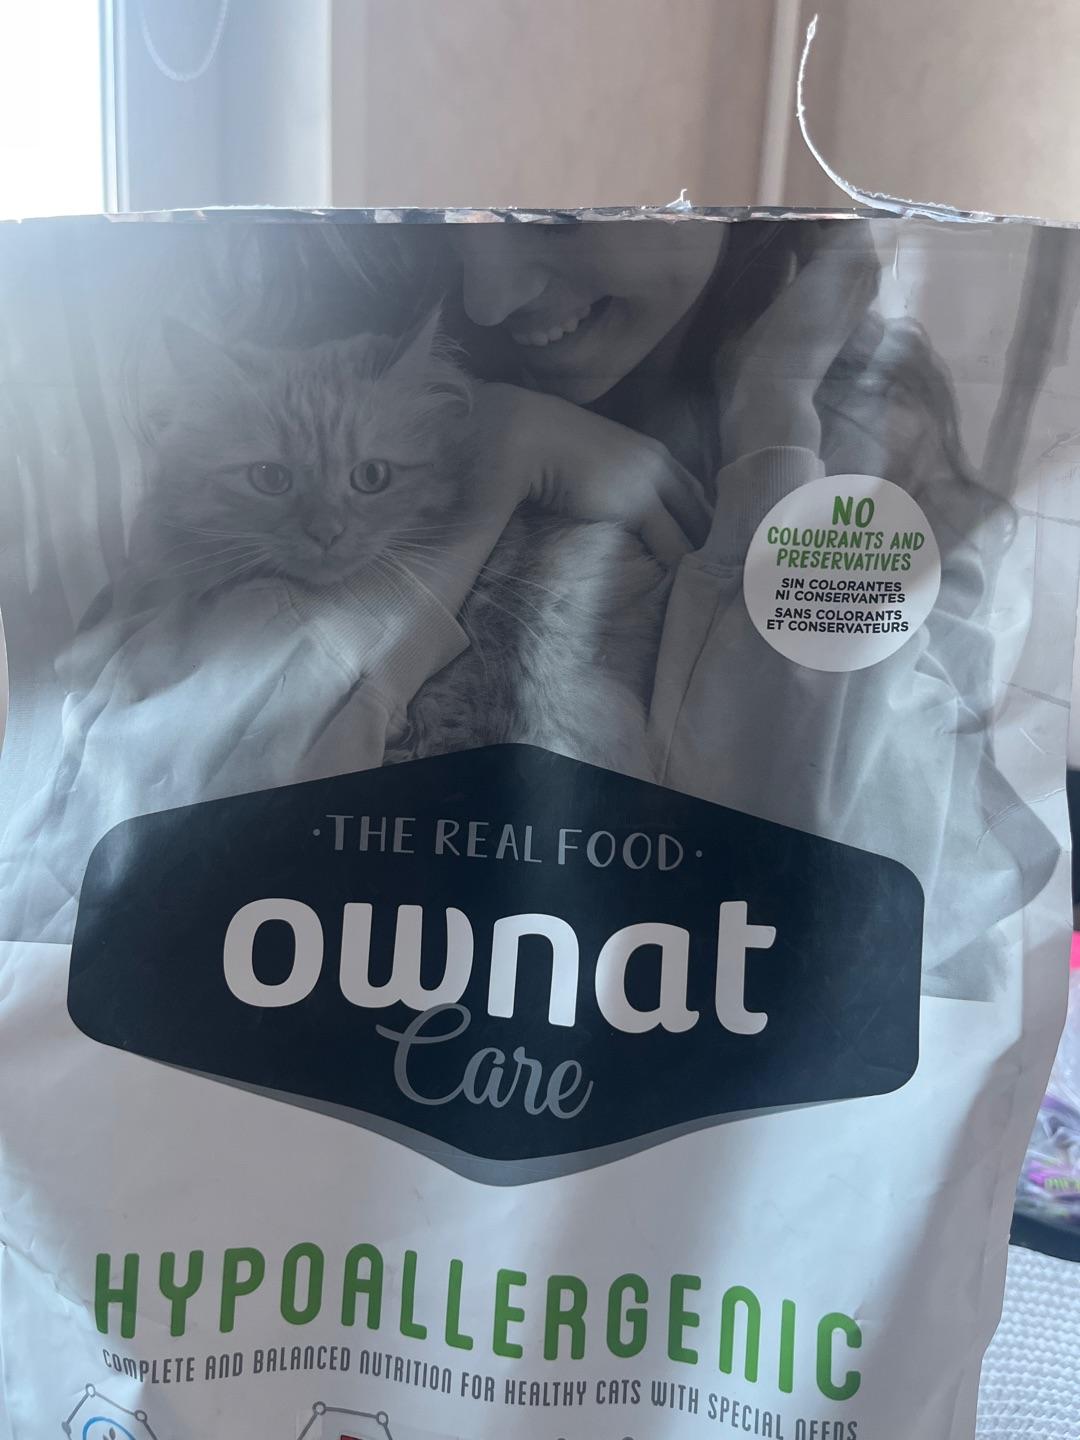 NO
COLOURANTS AND
PRESERVATIVES
SIN COLORANTES
NI CONSERVANTES
SANS COLORANTS
ET CONSERVATEURS
·THE REAL FOOD·
ownat
Care
HYPOALLERGENIC
COMPLETE AND BALANCED NUTRITION FOR HEALTHY CATS WITH SPECIAL NEEDS